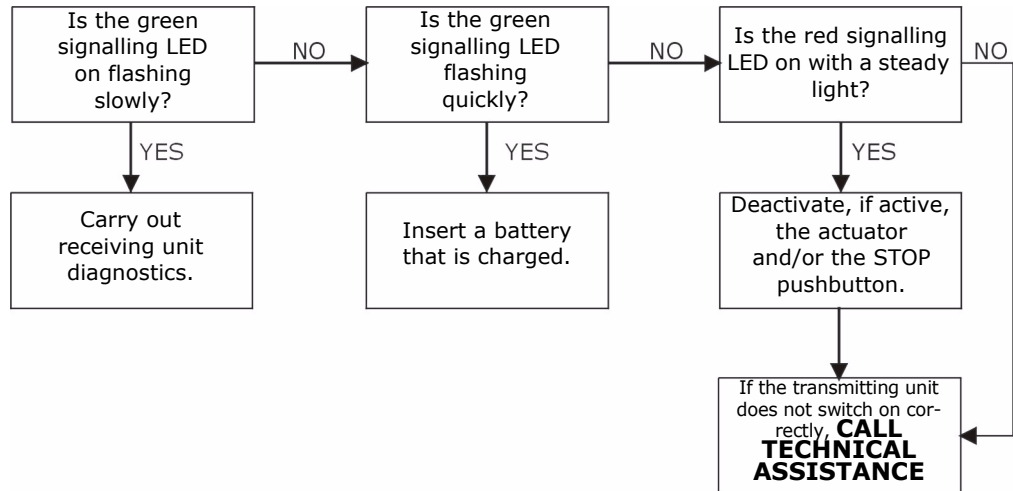 Is the green
signalling LED
on flashing
slowly?
NO
Is the green
signalling LED
flashing
quickly?
NO
Is the red signalling
LED on with a steady
light?
NO
YES
YES
YES
Carry out
receiving unit
diagnostics.
Insert a battery
that is charged.
Deactivate, if active,
the actuator
and/or the STOP
pushbutton.
If the transmitting unit
does not switch on cor-
rectly, CALL
TECHNICAL
ASSISTANCE